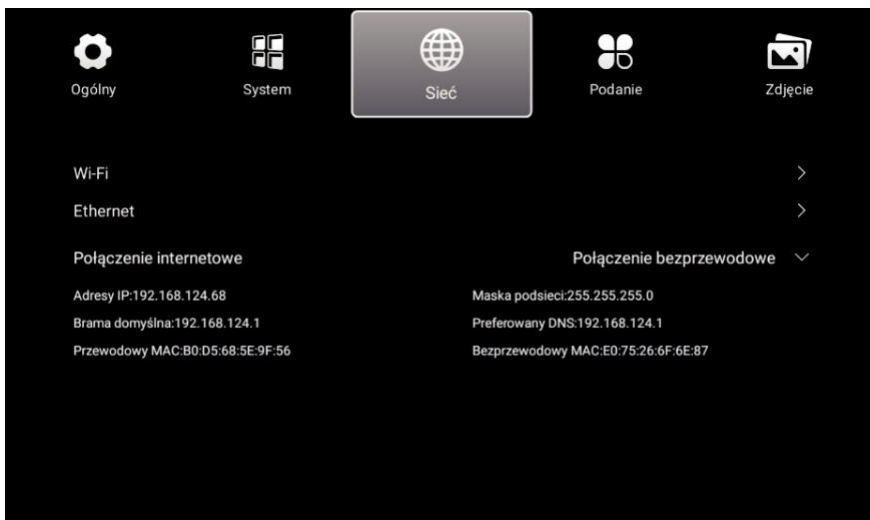 Ogólny System Sieć Podanie Zdjęcie
Wi-Fi
Ethernet
Połączenie internetowe Połączenie bezprzewodowe
Adresy IP:192.168.124.68 Maska podsieci:255.255.255.0
Brama domyślna:192.168.124.1 Preferowany DNS:192.168.124.1
Przewodowy MAC:B0:D5:68:5E:9F:56 Bezprzewodowy MAC:E0:75:26:6F:6E:87